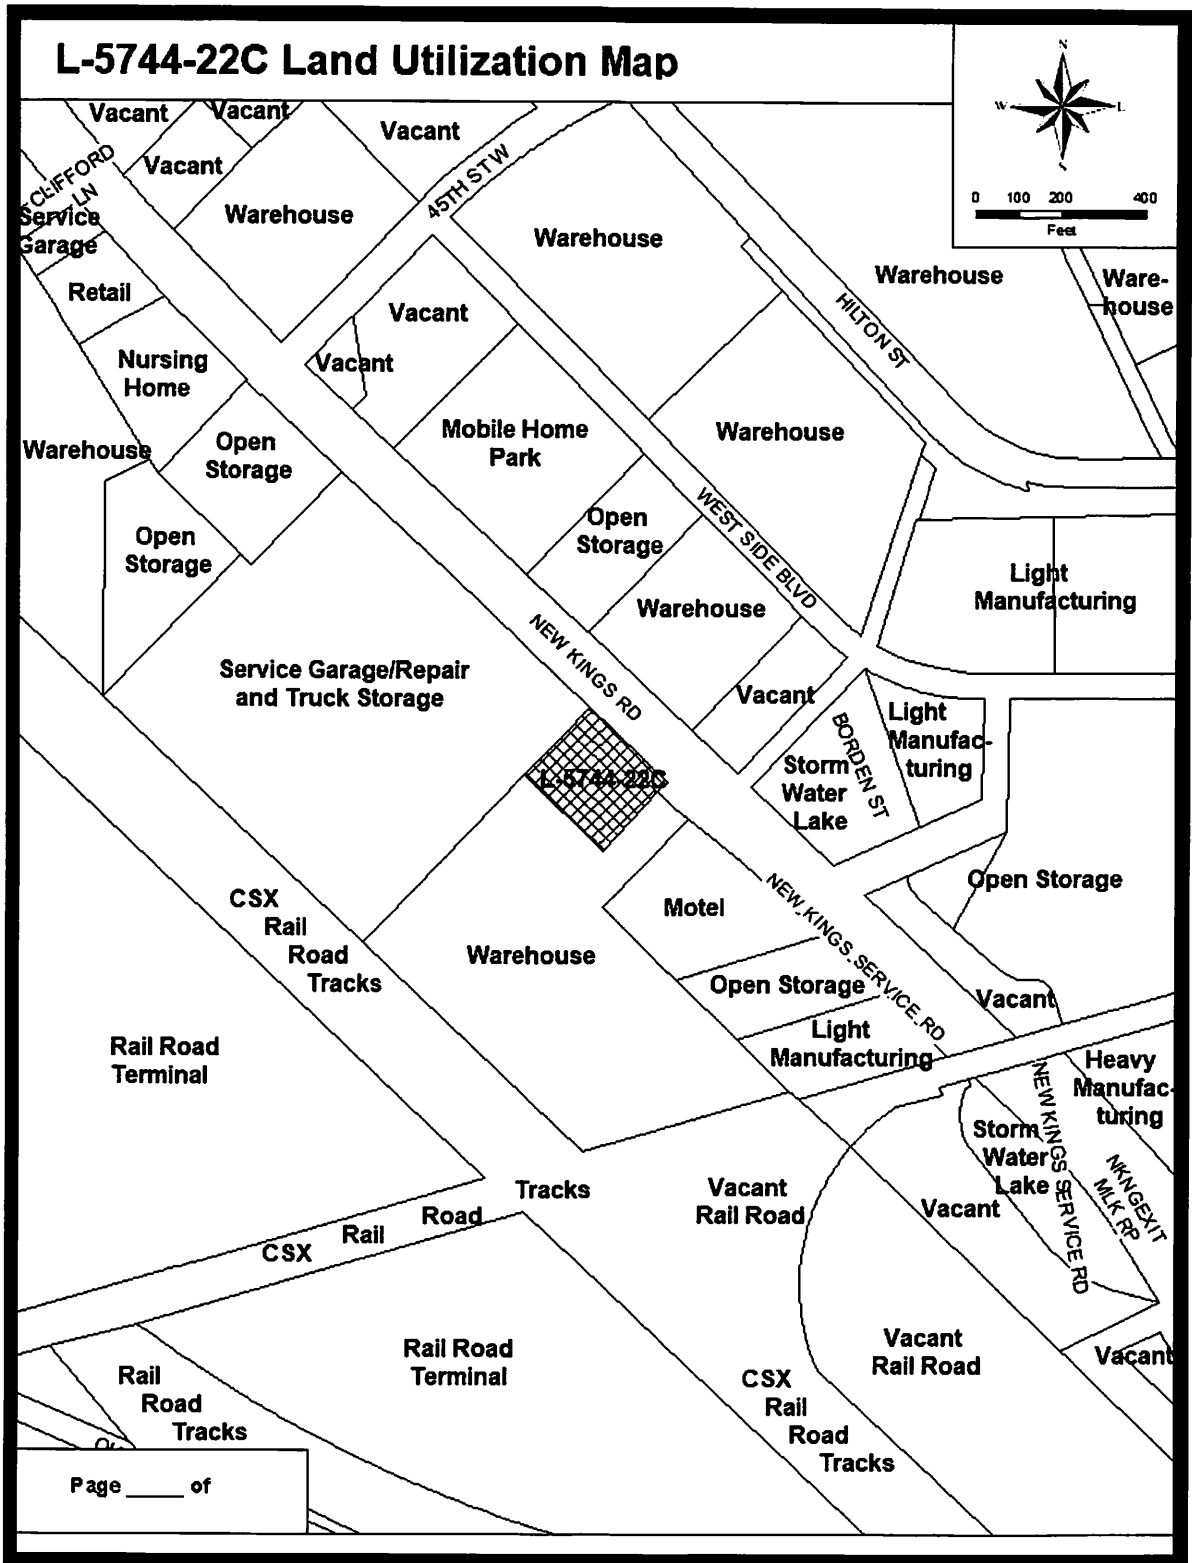 L-5744-22C Land Utilization Map
N
W
0 100 200 400
Feet
Vacant
Vacant
Vacant
Vacant
CLIFFORD
LN
45TH ST W
Service
Garage
Warehouse
Warehouse
Warehouse
Ware-
house
Retail
Vacant
HILTON ST
Nursing
Home
Vacant
Warehouse
Open
Storage
Mobile Home
Park
Warehouse
Open
Storage
Open
Storage
WEST SIDE BLVD
Light
Manufacturing
Warehouse
NEW KINGS RD
Service Garage/Repair
and Truck Storage
Vacant
BORDEN ST
Light
Manufac-
turing
L-5744-22C
Storm
Water
Lake
Open Storage
CSX
Rail
Road
Tracks
Motel
NEW KINGS SERVICE RD
Warehouse
Open Storage
Vacant
Rail Road
Terminal
Light
Manufacturing
Heavy
Manufac-
turing
NEW KINGS SERVICE RD
Storm
Water
Lake
NKNGEXIT
MLK RP
CSX
Rail
Road
Tracks
Vacant
Rail Road
Vacant
Rail Road
Terminal
Vacant
Rail Road
Vacant
Rail
Road
Tracks
CSX
Rail
Road
Tracks
Page _____ of